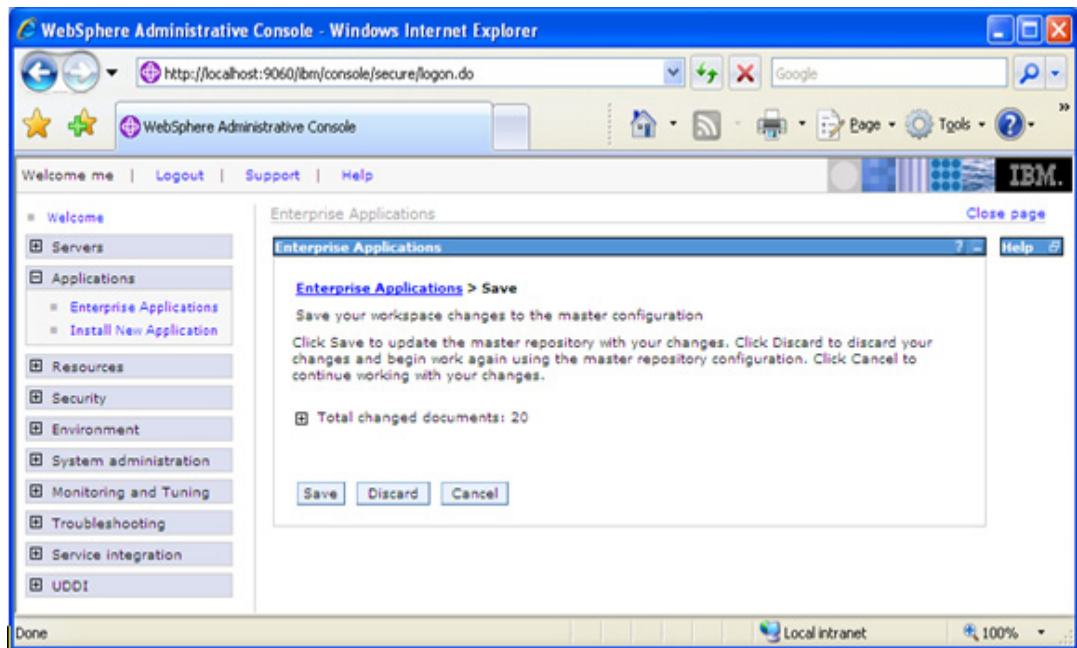 WebSphere Administrative Console - Windows Internet Explorer
http://localhost:9060/ibm/console/secure/logon.do
Google
WebSphere Administrative Console
Page
Tools
Welcome me | Logout | Support | Help
IBM.
Welcome
Servers
Applications
Enterprise Applications
Install New Application
Resources
Security
Environment
System administration
Monitoring and Tuning
Troubleshooting
Service integration
UDDI
Enterprise Applications
Close page
Enterprise Applications
? –
Help
Enterprise Applications > Save
Save your workspace changes to the master configuration
Click Save to update the master repository with your changes. Click Discard to discard your
changes and begin work again using the master repository configuration. Click Cancel to
continue working with your changes.
Total changed documents: 20
Save
Discard
Cancel
Done
Local intranet
100%